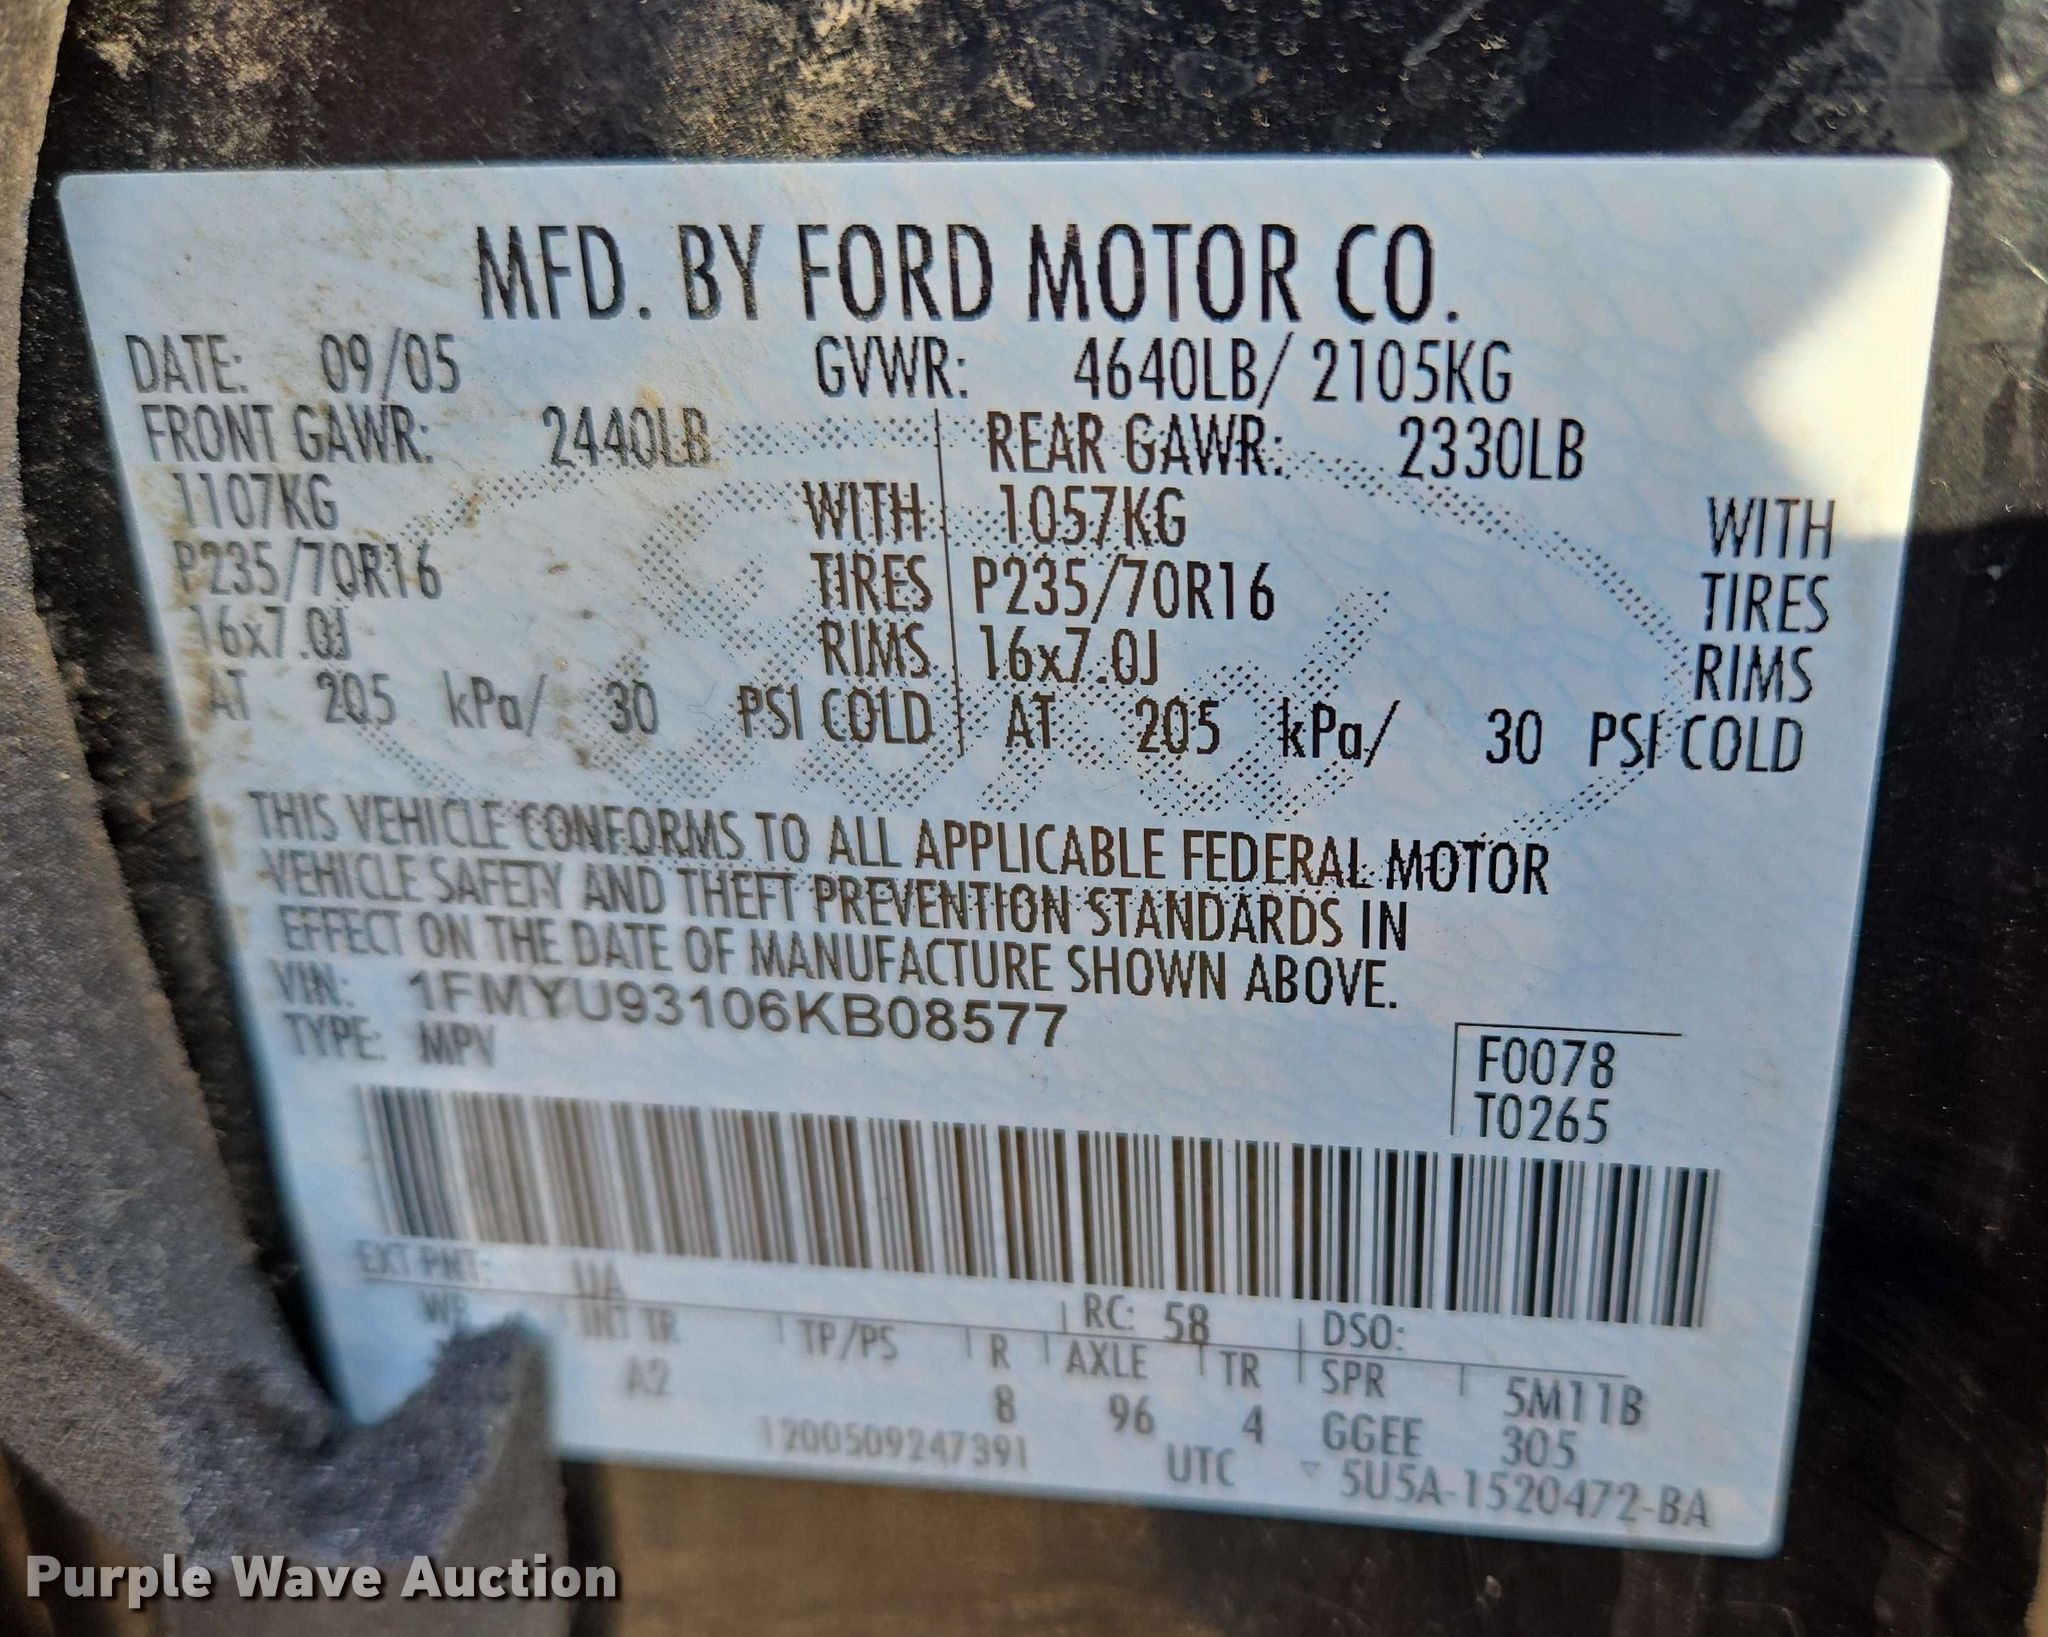 MFD. BY FORD MOTOR CO.
DATE: 09/05 GVWR: 4640LB/ 2105KG
FRONT GAWR: 2440LB REAR GAWR: 2330LB
1107KG WITH 1057KG WITH
P235/70R16 TIRES P235/70R16 TIRES
16x7.0J RIMS 16x7.0J RIMS
AT 205 kPa/ 30 PSI COLD AT 205 kPa/ 30 PSI COLD
THIS VEHICLE CONFORMS TO ALL APPLICABLE FEDERAL MOTOR
VEHICLE SAFETY AND THEFT PREVENTION STANDARDS IN
EFFECT ON THE DATE OF MANUFACTURE SHOWN ABOVE.
VIN: 1FMYU93106KB08577
TYPE: MPV
F0078
T0265
EXT PNT: UA RC: 58 DSO:
WB INT TR TP/PS R AXLE TR SPR 5M11B
A2 8 96 4 GGEE 305
1200509247391 UTC ▽ 5U5A-1520472-BA
Purple Wave Auction